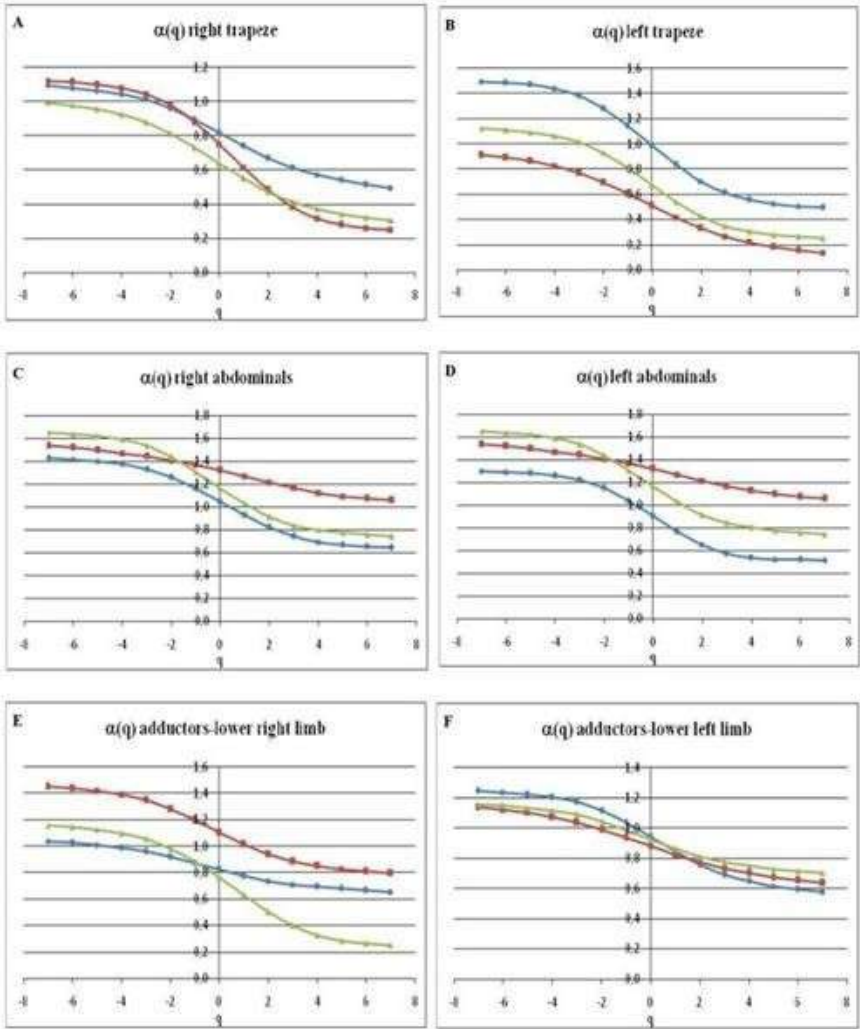 A
α(q) right trapeze
1.2
1.0
0.8
0.6
0.4
0.2
0.0
-8 -6 -4 -2 0 2 4 6 8
q
B
α(q) left trapeze
1.6
1.4
1.2
1.0
0.8
0.6
0.4
0.2
0.0
-8 -6 -4 -2 0 2 4 6 8
q
C
α(q) right abdominals
1.8
1.6
1.4
1.2
1.0
0.8
0.6
0.4
0.2
0.0
-8 -6 -4 -2 0 2 4 6 8
q
D
α(q) left abdominals
1.8
1.6
1.4
1.2
1.0
0.8
0.6
0.4
0.2
0.0
-8 -6 -4 -2 0 2 4 6 8
q
E
α(q) adductors-lower right limb
1.6
1.4
1.2
1.0
0.8
0.6
0.4
0.2
0.0
-8 -6 -4 -2 0 2 4 6 8
q
F
α(q) adductors-lower left limb
1.4
1.2
1.0
0.8
0.6
0.4
0.2
0.0
-8 -6 -4 -2 0 2 4 6 8
q